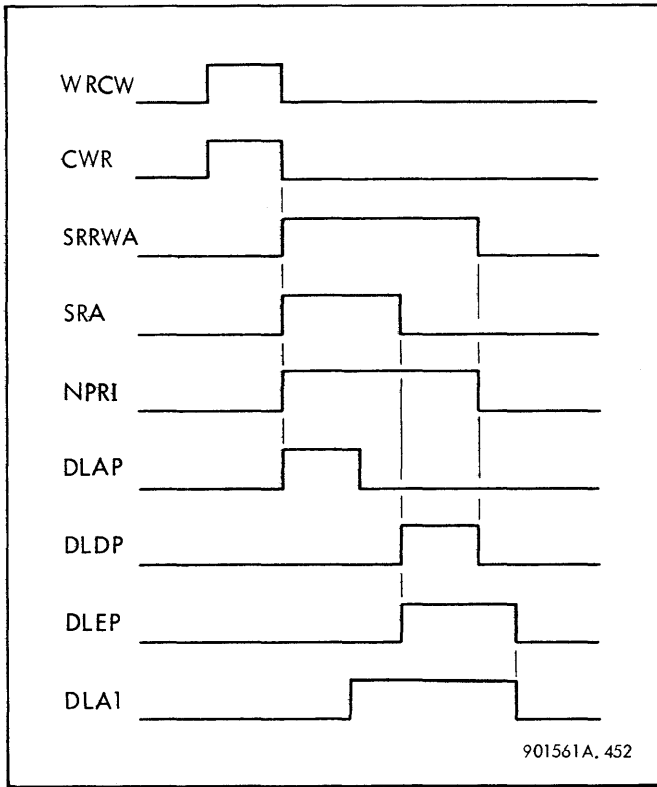 WRCW
CWR
SRRWA
SRA
NPRI
DLAP
DLDP
DLEP
DLA1
901561A. 452